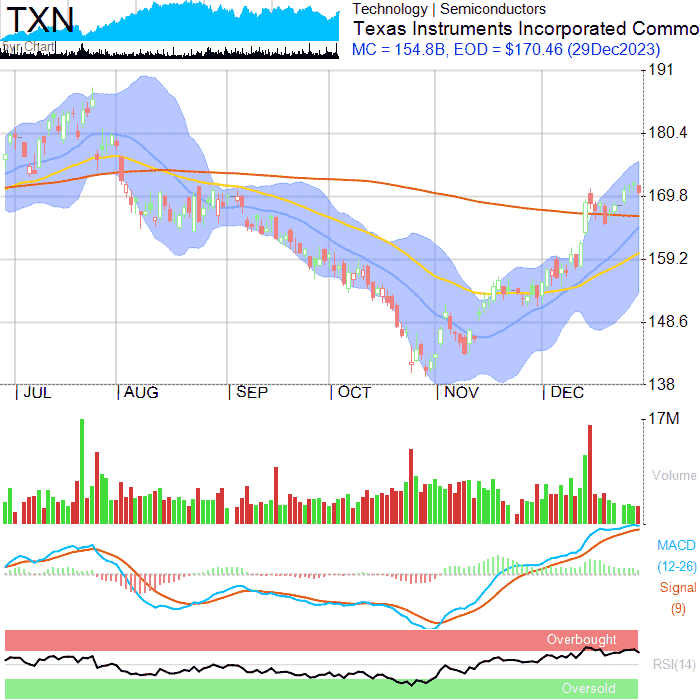 TXN
Technology | Semiconductors
Texas Instruments Incorporated Commo
MC = 154.8B, EOD = $170.46 (29Dec2023)
191
180.4
169.8
159.2
148.6
138
| JUL | AUG | SEP | OCT | NOV | DEC
17M
Volume
MACD
(12-26)
Signal
(9)
Overbought
RSI(14)
Oversold